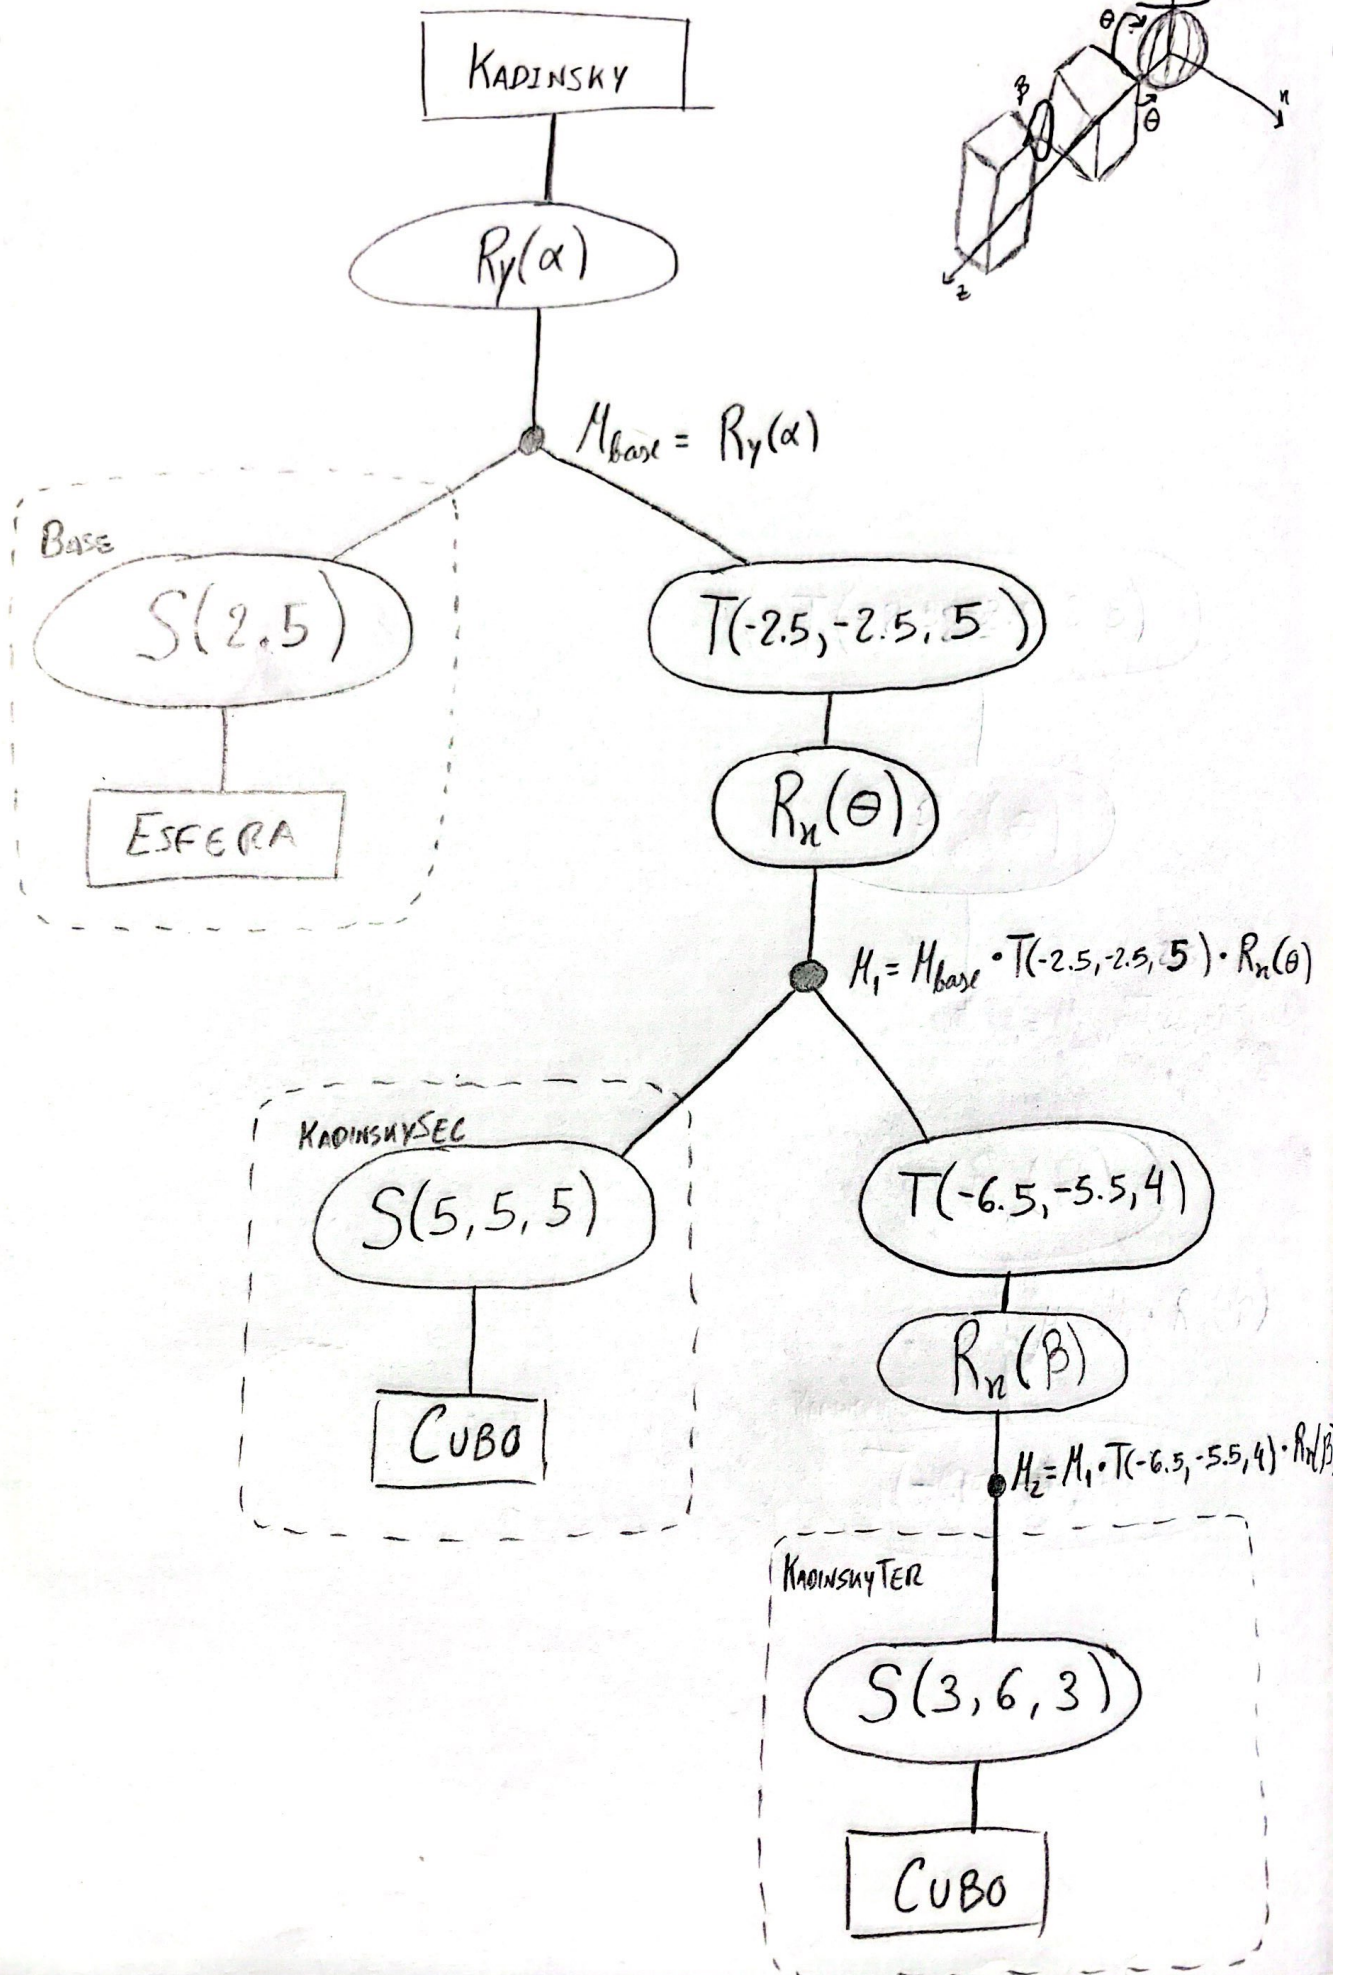 KADINSKY
θ
β
θ
x
z
Ry(α)
Mbase = Ry(α)
BASE
S(2.5)
T(-2.5,-2.5,5)
ESFERA
Rx(θ)
M1=Mbase·T(-2.5,-2.5,5)·Rx(θ)
KADINSKYSEC
S(5,5,5)
T(-6.5,-5.5,4)
Rx(β)
CUBO
M2=M1·T(-6.5,-5.5,4)·Rx(β
KADINSKYTER
S(3,6,3)
CUBO